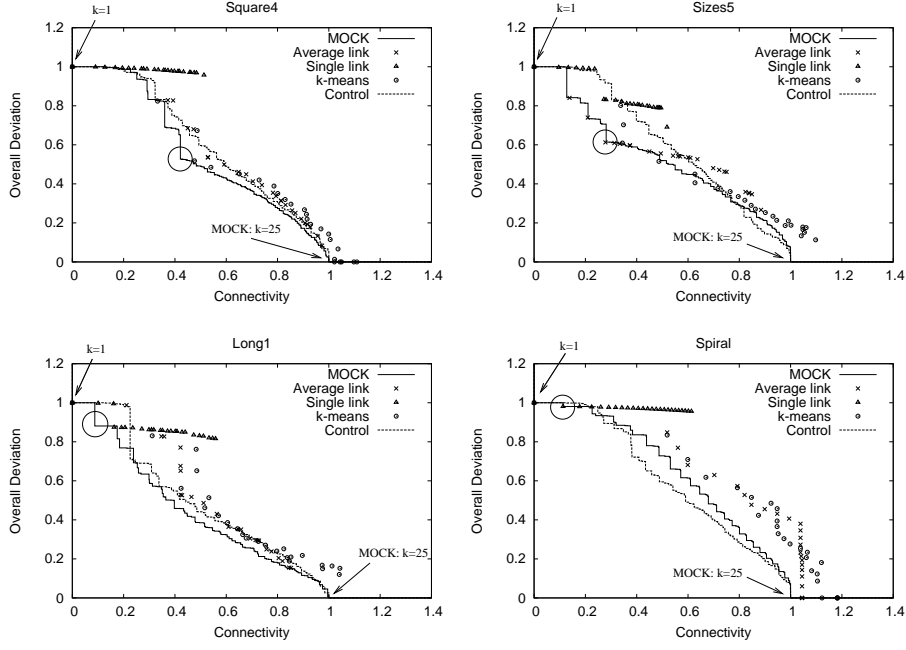 Square4
k=1
MOCK
Average link
Single link
k-means
Control
MOCK: k=25
Overall Deviation
0
0.2
0.4
0.6
0.8
1
1.2
0 0.2 0.4 0.6 0.8 1 1.2 1.4
Connectivity
Sizes5
k=1
MOCK
Average link
Single link
k-means
Control
MOCK: k=25
Overall Deviation
0
0.2
0.4
0.6
0.8
1
1.2
0 0.2 0.4 0.6 0.8 1 1.2 1.4
Connectivity
Long1
k=1
MOCK
Average link
Single link
k-means
Control
MOCK: k=25
Overall Deviation
0
0.2
0.4
0.6
0.8
1
1.2
0 0.2 0.4 0.6 0.8 1 1.2 1.4
Connectivity
Spiral
k=1
MOCK
Average link
Single link
k-means
Control
MOCK: k=25
Overall Deviation
0
0.2
0.4
0.6
0.8
1
1.2
0 0.2 0.4 0.6 0.8 1 1.2 1.4
Connectivity